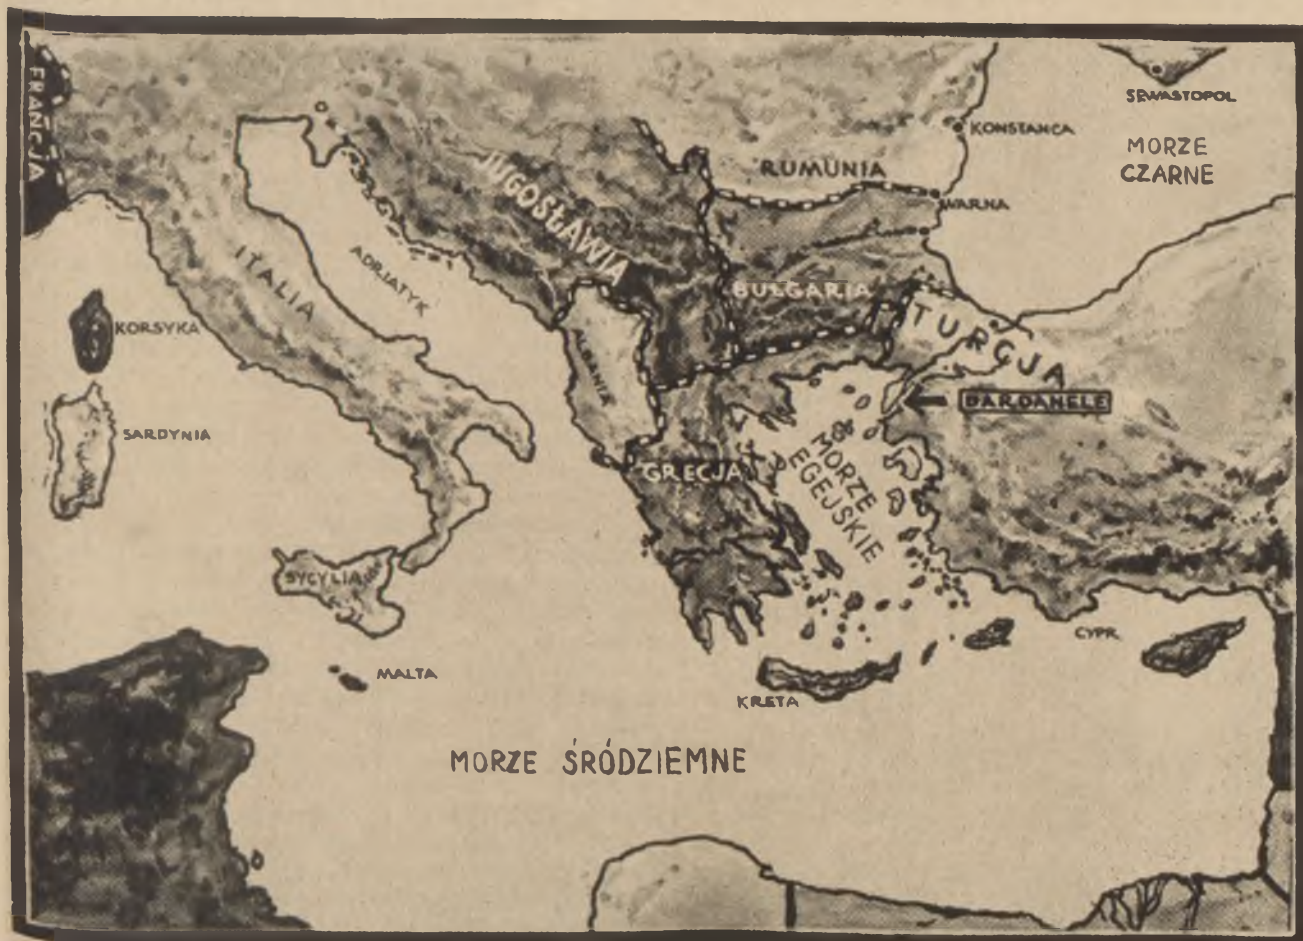 FRANCJA
SEWASTOPOL
KONSTANCA
MORZE
CZARNE
RUMUNIA
JUGOSŁAWIA
WARNA
ITALIA
ADRJATYK
BUŁGARIA
TURCJA
KORSYKA
ALBANIA
DARDANELE
SARDYNIA
MORZE
EGEJSKIE
GRECJA
SYCYLIA
CYPR
MALTA
KRETA
MORZE ŚRÓDZIEMNE